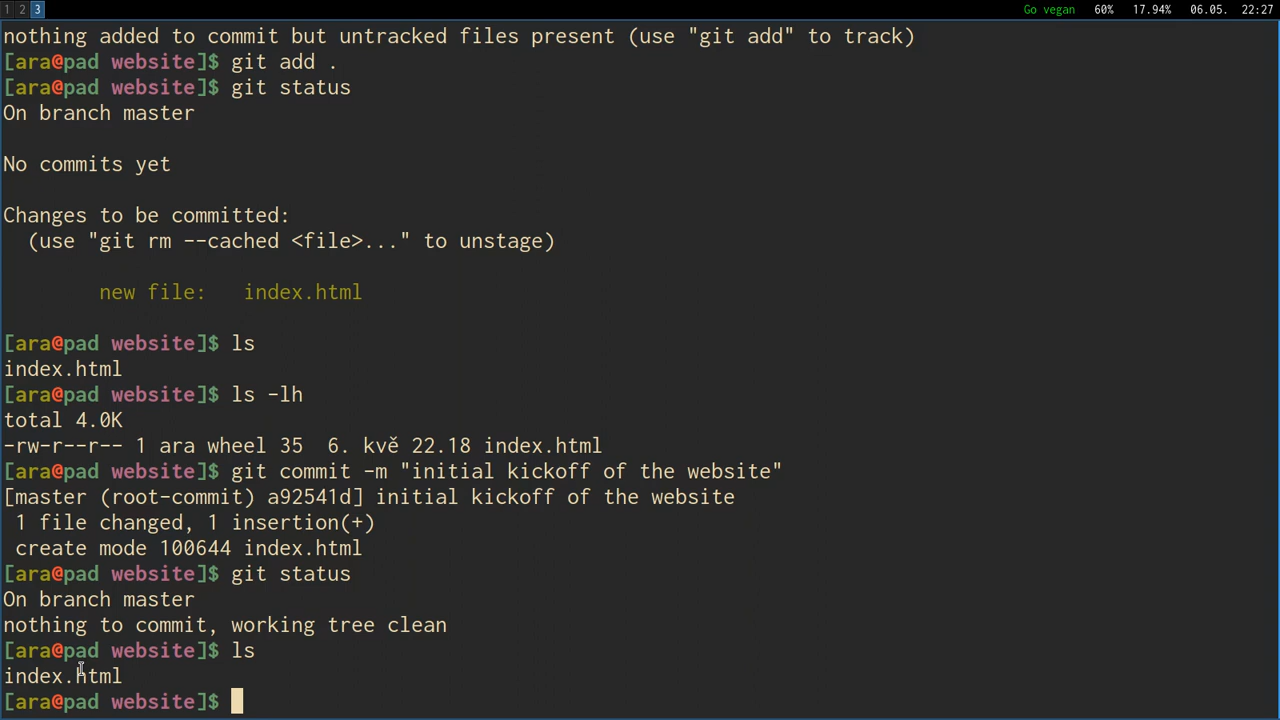 1 2 3 Go vegan 60% 17.94% 06.05. 22:27
nothing added to commit but untracked files present (use "git add" to track)
[ara@pad website]$ git add .
[ara@pad website]$ git status
On branch master
No commits yet
Changes to be committed:
  (use "git rm --cached <file>..." to unstage)
        new file:   index.html
[ara@pad website]$ ls
index.html
[ara@pad website]$ ls -lh
total 4.0K
-rw-r--r-- 1 ara wheel 35  6. kvě 22.18 index.html
[ara@pad website]$ git commit -m "initial kickoff of the website"
[master (root-commit) a92541d] initial kickoff of the website
 1 file changed, 1 insertion(+)
 create mode 100644 index.html
[ara@pad website]$ git status
On branch master
nothing to commit, working tree clean
[ara@pad website]$ ls
index.html
[ara@pad website]$